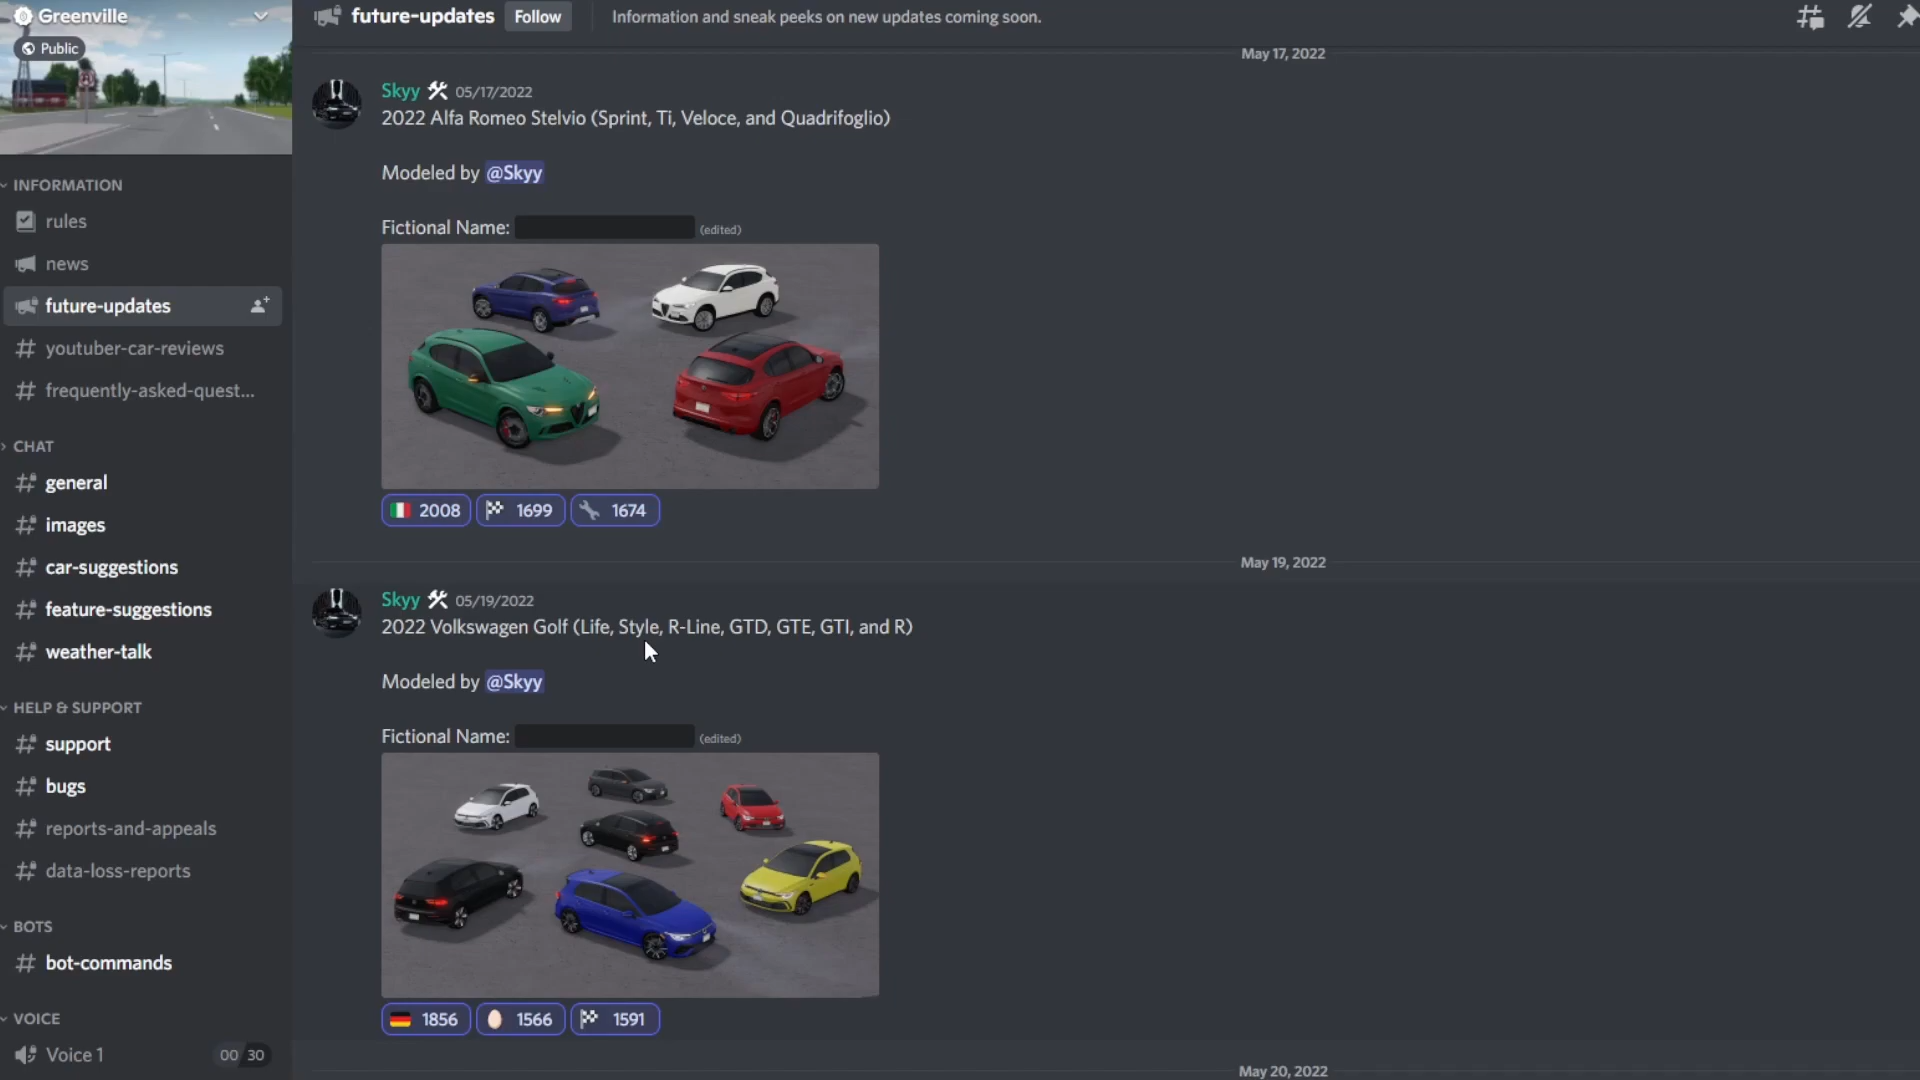 Greenville
Public
INFORMATION
rules
news
future-updates
youtuber-car-reviews
frequently-asked-quest...
CHAT
general
images
car-suggestions
feature-suggestions
weather-talk
HELP & SUPPORT
support
bugs
reports-and-appeals
data-loss-reports
BOTS
bot-commands
VOICE
Voice 1 00 30
future-updates Follow Information and sneak peeks on new updates coming soon.
May 17, 2022
Skyy 05/17/2022
2022 Alfa Romeo Stelvio (Sprint, Ti, Veloce, and Quadrifoglio)
Modeled by @Skyy
Fictional Name: (edited)
2008 1699 1674
May 19, 2022
Skyy 05/19/2022
2022 Volkswagen Golf (Life, Style, R-Line, GTD, GTE, GTI, and R)
Modeled by @Skyy
Fictional Name: (edited)
1856 1566 1591
May 20, 2022